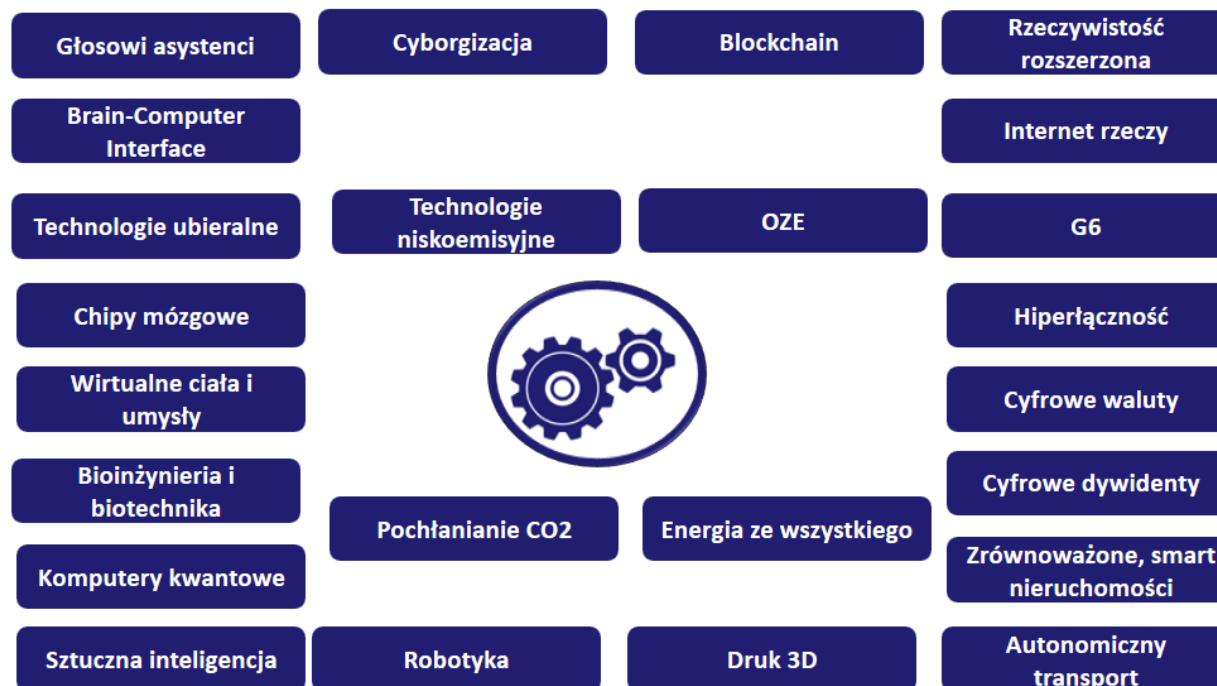 Głosowi asystenci
Cyborgizacja
Blockchain
Rzeczywistość
rozszerzona
Brain-Computer
Interface
Internet rzeczy
Technologie ubieralne
Technologie
niskoemisyjne
OZE
G6
Chipy mózgowe
Hiperłączność
Wirtualne ciała i
umysły
Cyfrowe waluty
Bioinżynieria i
biotechnika
Cyfrowe dywidenty
Pochłanianie CO2
Energia ze wszystkiego
Komputery kwantowe
Zrównoważone, smart
nieruchomości
Sztuczna inteligencja
Robotyka
Druk 3D
Autonomiczny
transport